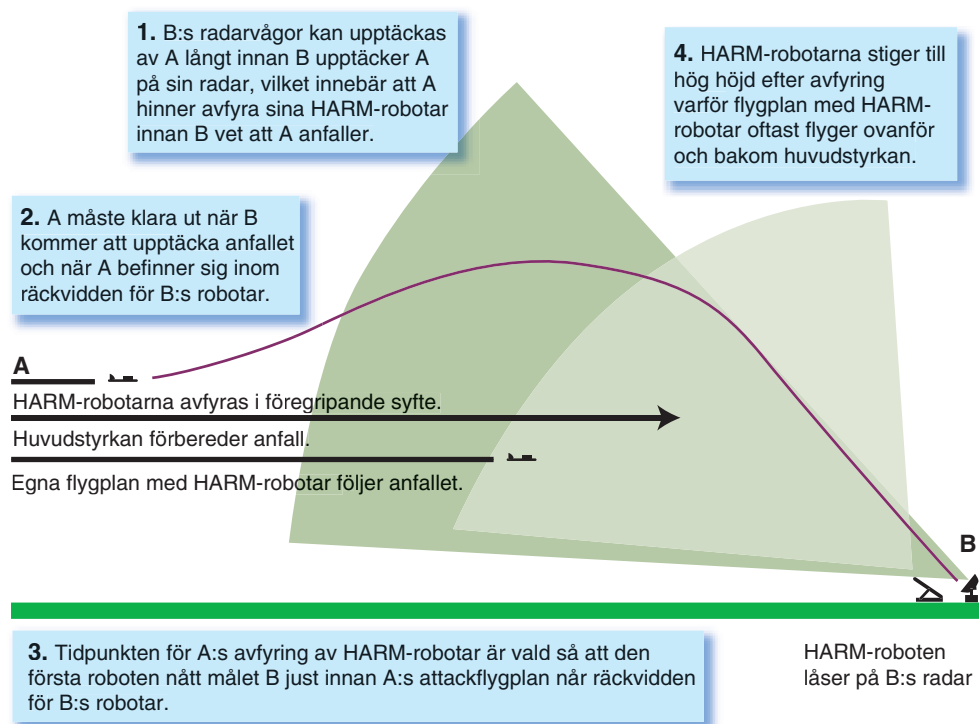 1. B:s radarvågor kan upptäckas
av A långt innan B upptäcker A
på sin radar, vilket innebär att A
hinner avfyra sina HARM-robotar
innan B vet att A anfaller.
4. HARM-robotarna stiger till
hög höjd efter avfyring
varför flygplan med HARM-
robotar oftast flyger ovanför
och bakom huvudstyrkan.
2. A måste klara ut när B
kommer att upptäcka anfallet
och när A befinner sig inom
räckvidden för B:s robotar.
A
HARM-robotarna avfyras i föregripande syfte.
Huvudstyrkan förbereder anfall.
Egna flygplan med HARM-robotar följer anfallet.
B
3. Tidpunkten för A:s avfyring av HARM-robotar är vald så att den
första roboten nått målet B just innan A:s attackflygplan når räckvidden
för B:s robotar.
HARM-roboten
låser på B:s radar